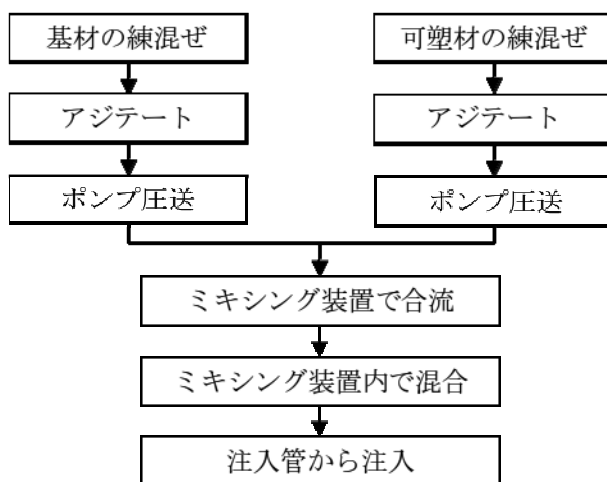 基材の練混ぜ
可塑材の練混ぜ
アジテート
アジテート
ポンプ圧送
ポンプ圧送
ミキシング装置で合流
ミキシング装置内で混合
注入管から注入